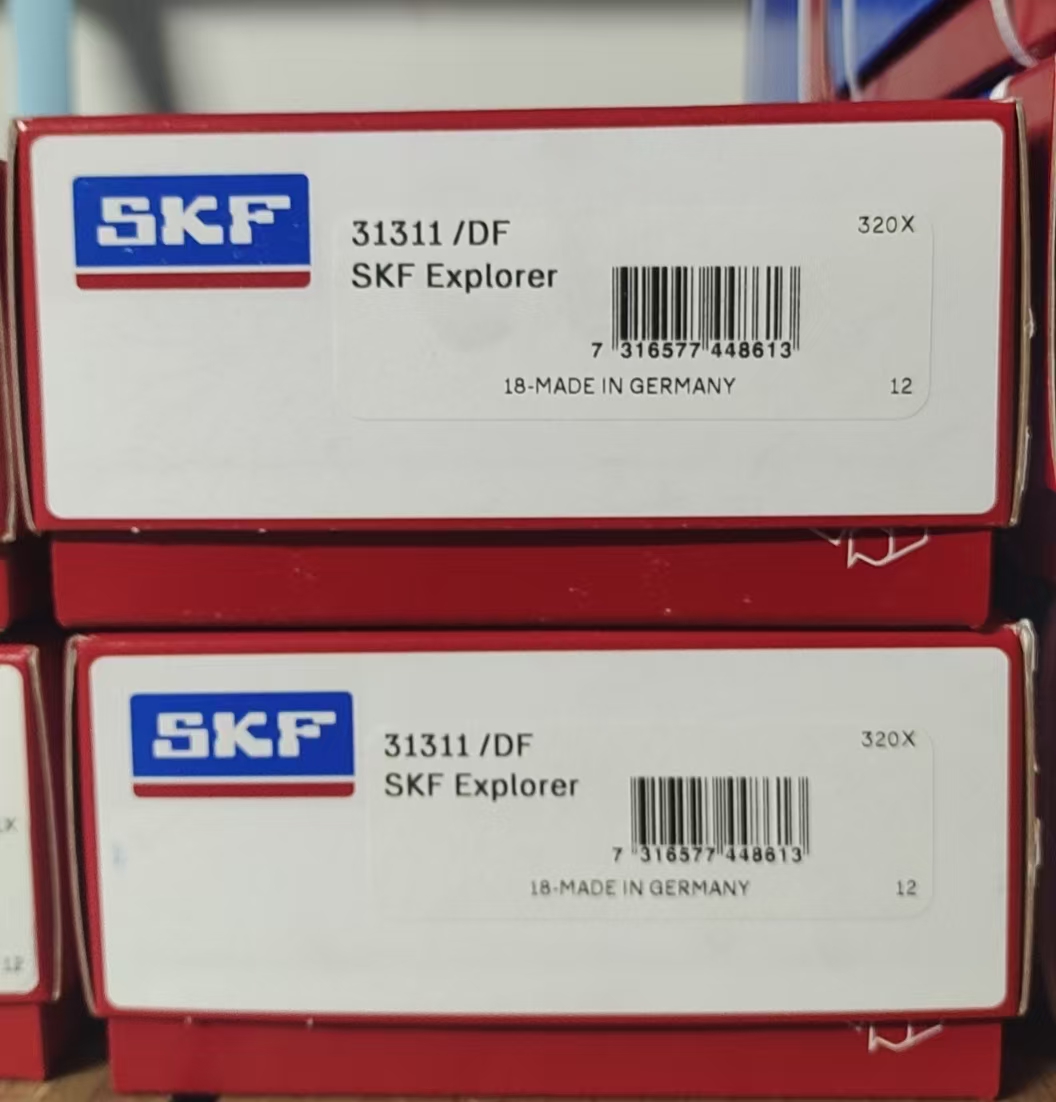 SKF
31311 /DF
320X
SKF Explorer
7 316577 448613
18-MADE IN GERMANY
12
SKF
31311 /DF
320X
SKF Explorer
7 316577 448613
18-MADE IN GERMANY
12
12